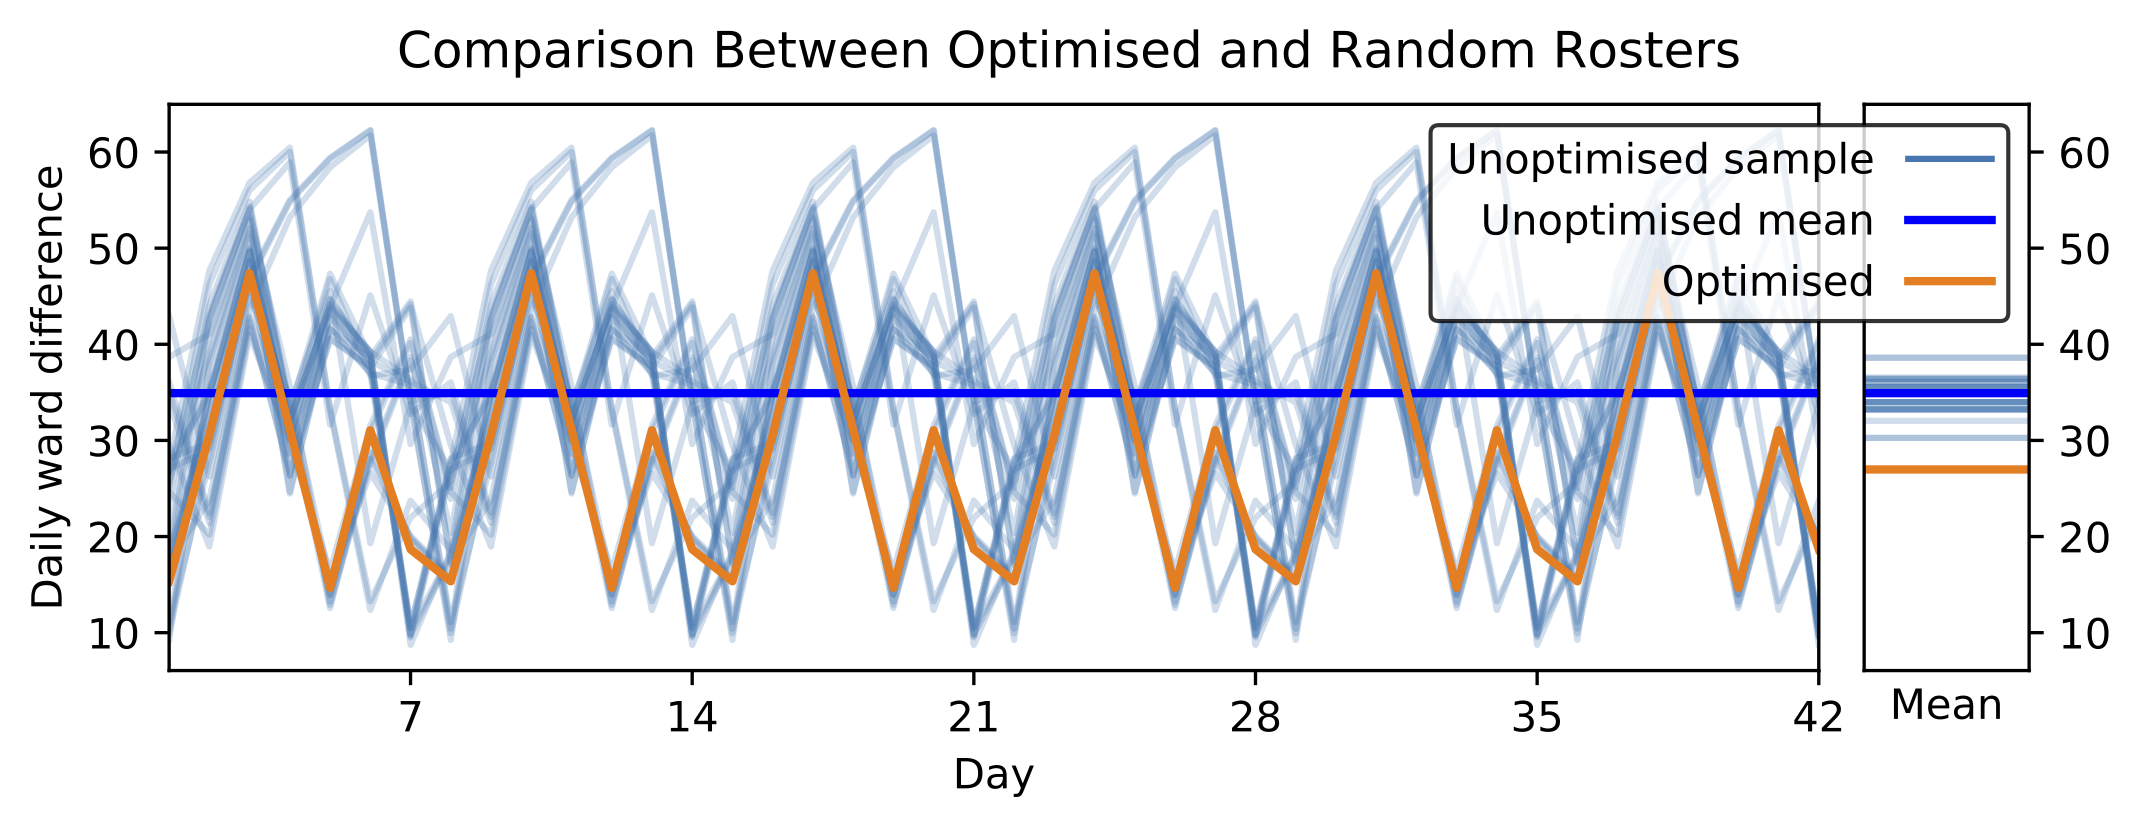 Comparison Between Optimised and Random Rosters
Daily ward difference
60
50
40
30
20
10
Unoptimised sample
Unoptimised mean
Optimised
60
50
40
30
20
10
7 14 21 28 35 42
Mean
Day